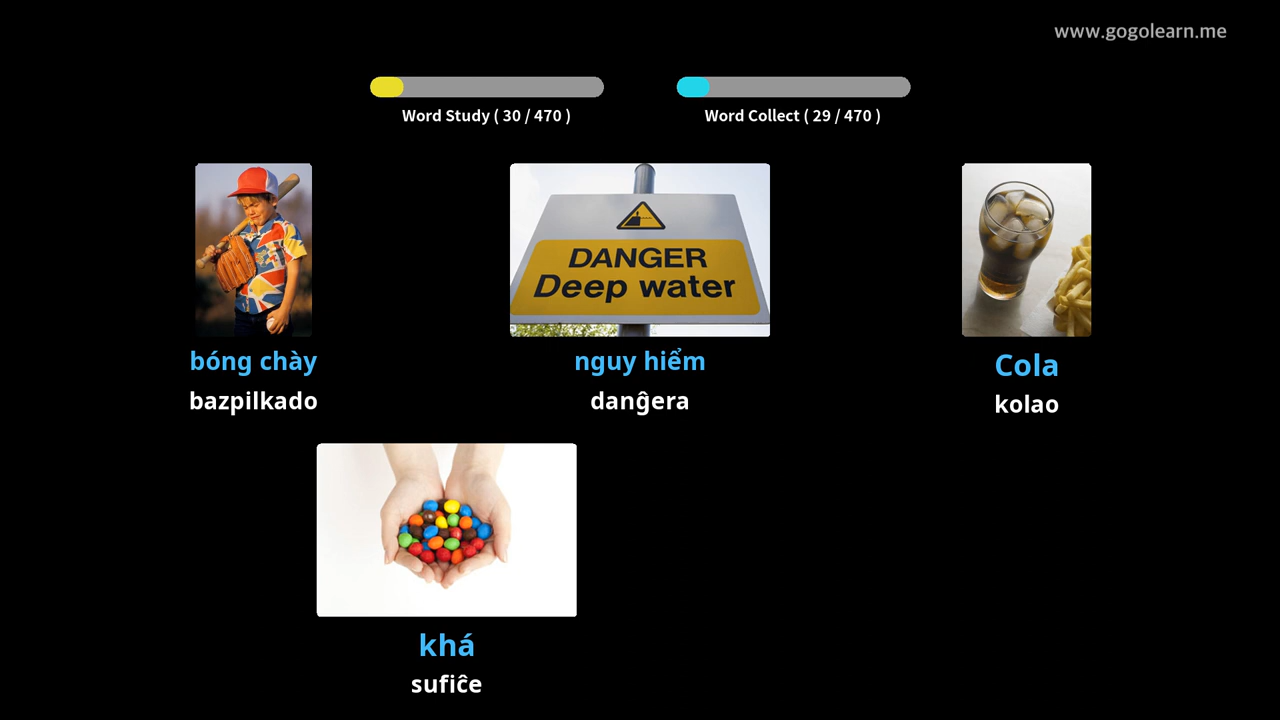 www.gogolearn.me
Word Study ( 30 / 470 )
Word Collect ( 29 / 470 )
DANGER
Deep water
bóng chày
nguy hiểm
Cola
bazpilkado
danĝera
kolao
khá
sufiĉe